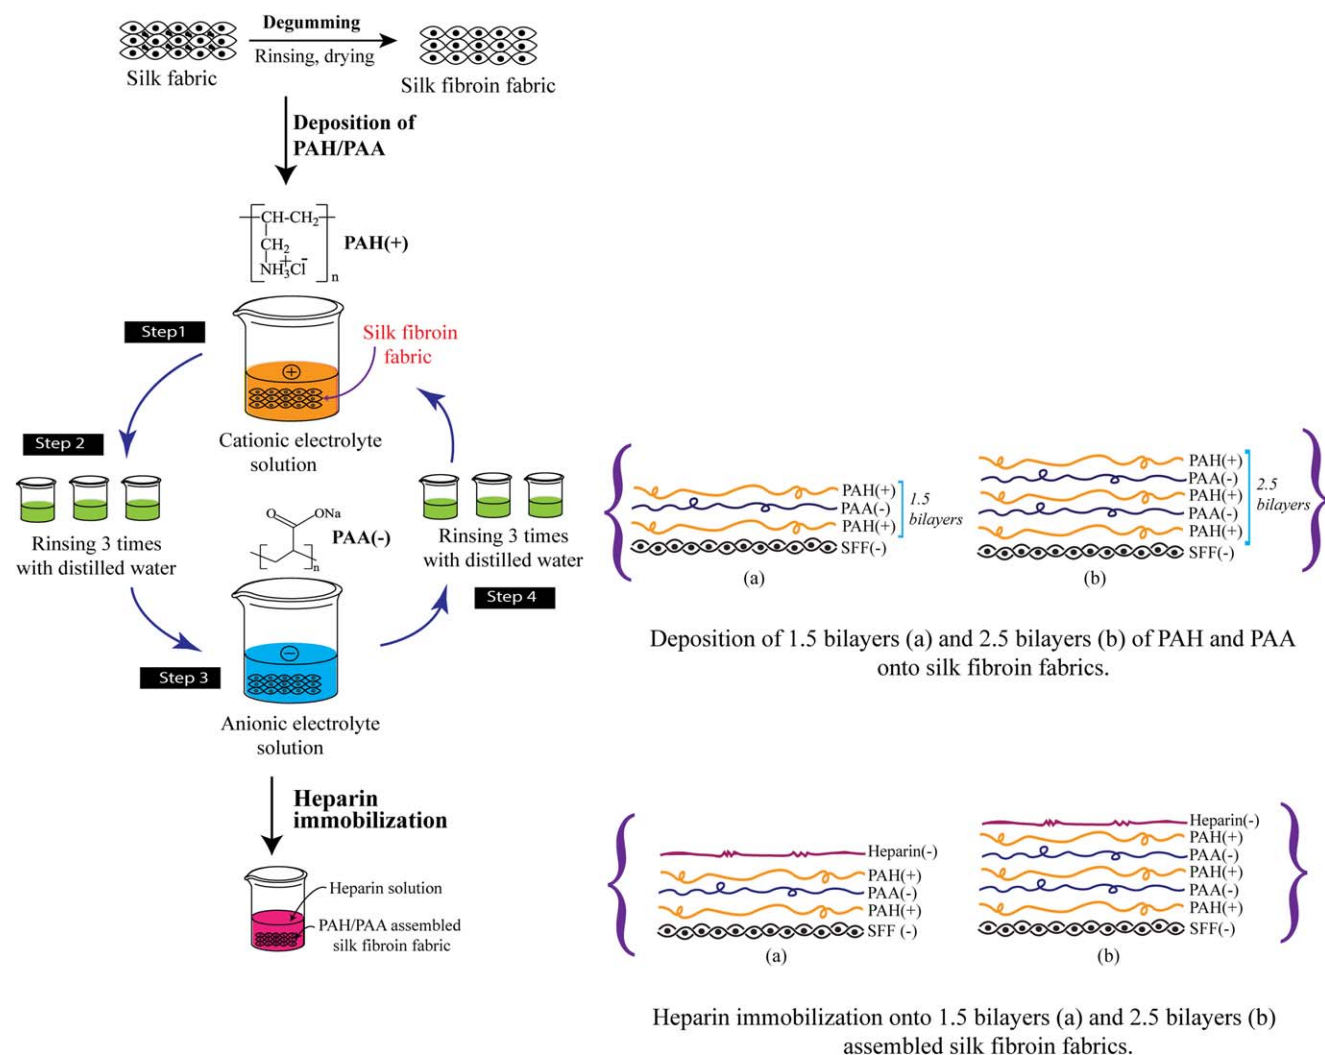 Degumming
Rinsing, drying
Silk fabric
Silk fibroin fabric
Deposition of
PAH/PAA
CH-CH2
CH2
NH3Cl
+
-
n
PAH(+)
Step1
Silk fibroin
fabric
+
Cationic electrolyte
solution
Step 2
Rinsing 3 times
with distilled water
O
ONa
n
PAA(-)
Rinsing 3 times
with distilled water
Step 4
Step 3
−
Anionic electrolyte
solution
Heparin
immobilization
Heparin solution
PAH/PAA assembled
silk fibroin fabric
PAH(+)
PAA(-)
PAH(+)
SFF(-)
1.5
bilayers
(a)
PAH(+)
PAA(-)
PAH(+)
PAA(-)
PAH(+)
SFF(-)
2.5
bilayers
(b)
Deposition of 1.5 bilayers (a) and 2.5 bilayers (b) of PAH and PAA
onto silk fibroin fabrics.
Heparin(-)
PAH(+)
PAA(-)
PAH(+)
SFF (-)
(a)
Heparin(-)
PAH(+)
PAA(-)
PAH(+)
PAA(-)
PAH(+)
SFF(-)
(b)
Heparin immobilization onto 1.5 bilayers (a) and 2.5 bilayers (b)
assembled silk fibroin fabrics.